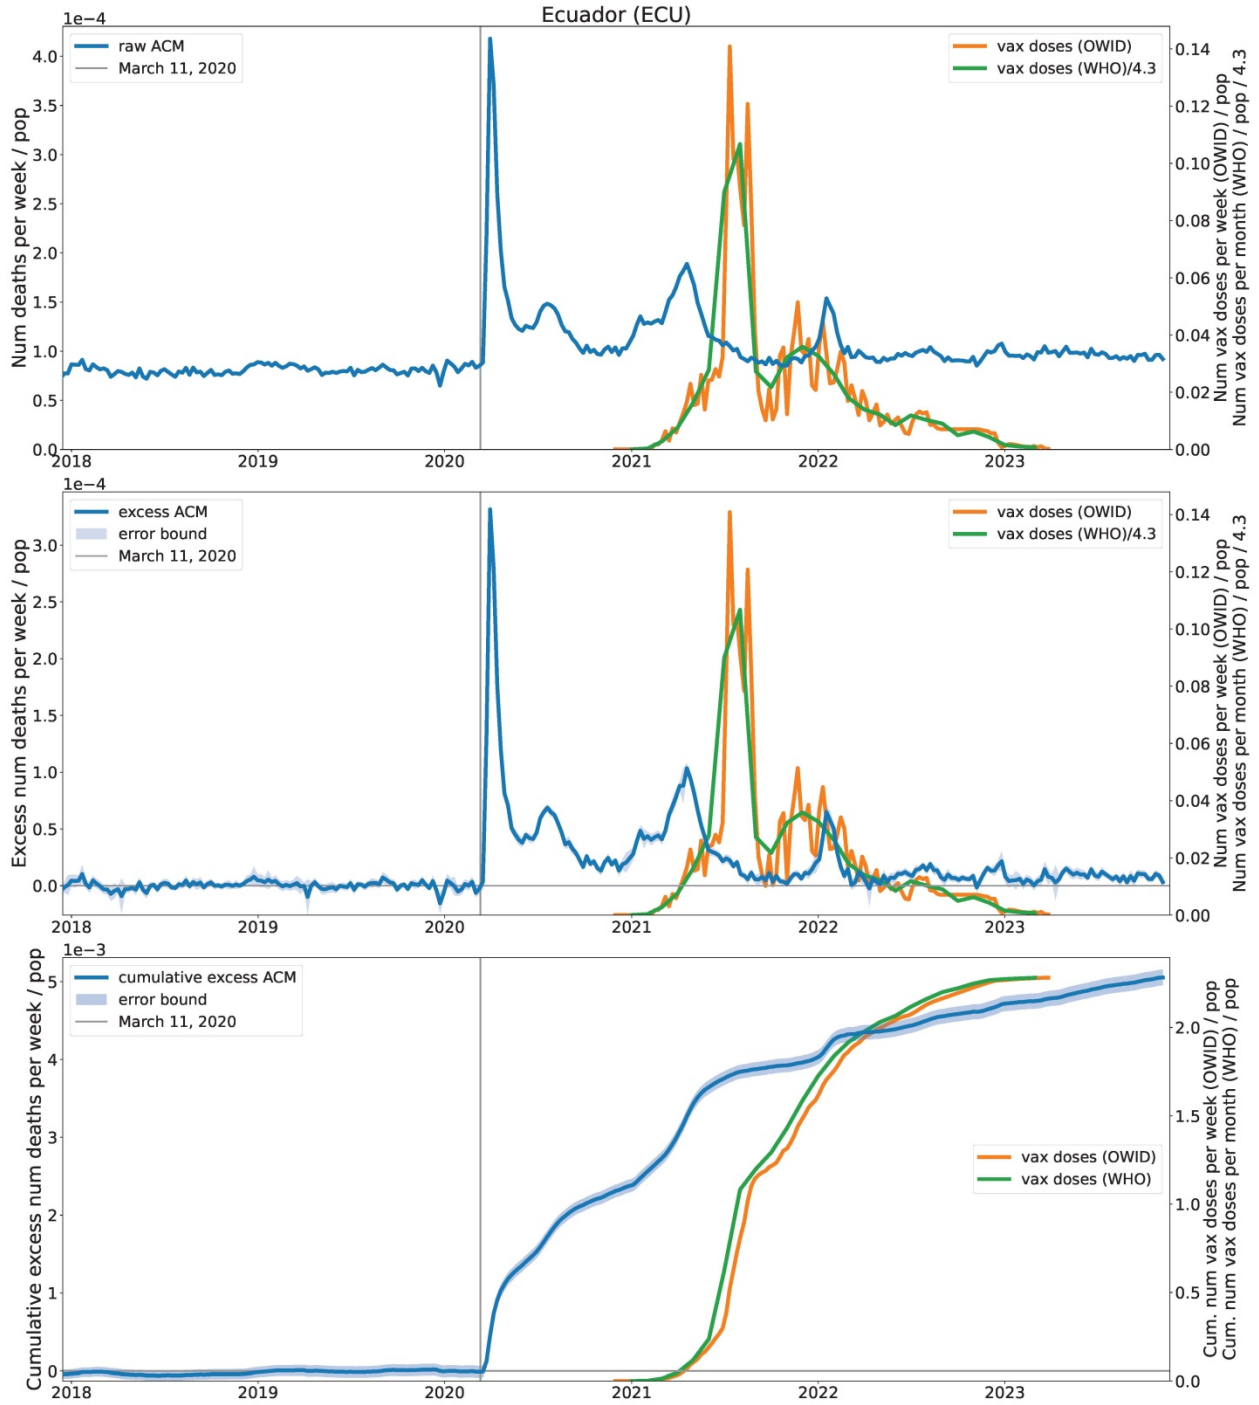 Ecuador (ECU)
1e−4
raw ACM
March 11, 2020
vax doses (OWID)
vax doses (WHO)/4.3
Num deaths per week / pop
4.0
3.5
3.0
2.5
2.0
1.5
1.0
0.5
0.0
0.14
0.12
0.10
0.08
0.06
0.04
0.02
0.00
Num vax doses per week (OWID) / pop
Num vax doses per month (WHO) / pop / 4.3
2018 2019 2020 2021 2022 2023
1e−4
excess ACM
error bound
March 11, 2020
vax doses (OWID)
vax doses (WHO)/4.3
Excess num deaths per week / pop
3.0
2.5
2.0
1.5
1.0
0.5
0.0
0.14
0.12
0.10
0.08
0.06
0.04
0.02
0.00
Num vax doses per week (OWID) / pop
Num vax doses per month (WHO) / pop / 4.3
2018 2019 2020 2021 2022 2023
1e−3
cumulative excess ACM
error bound
March 11, 2020
vax doses (OWID)
vax doses (WHO)
Cumulative excess num deaths per week / pop
5
4
3
2
1
0
2.0
1.5
1.0
0.5
0.0
Cum. num vax doses per week (OWID) / pop
Cum. num vax doses per month (WHO) / pop
2018 2019 2020 2021 2022 2023